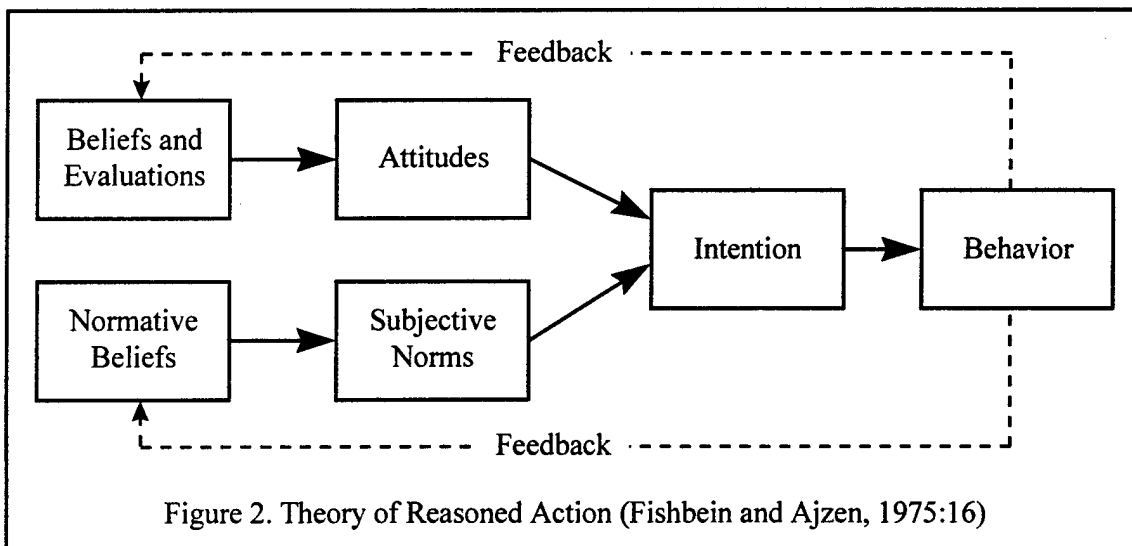 Feedback
Beliefs and
Evaluations
Attitudes
Intention
Behavior
Normative
Beliefs
Subjective
Norms
Feedback
Figure 2. Theory of Reasoned Action (Fishbein and Ajzen, 1975:16)